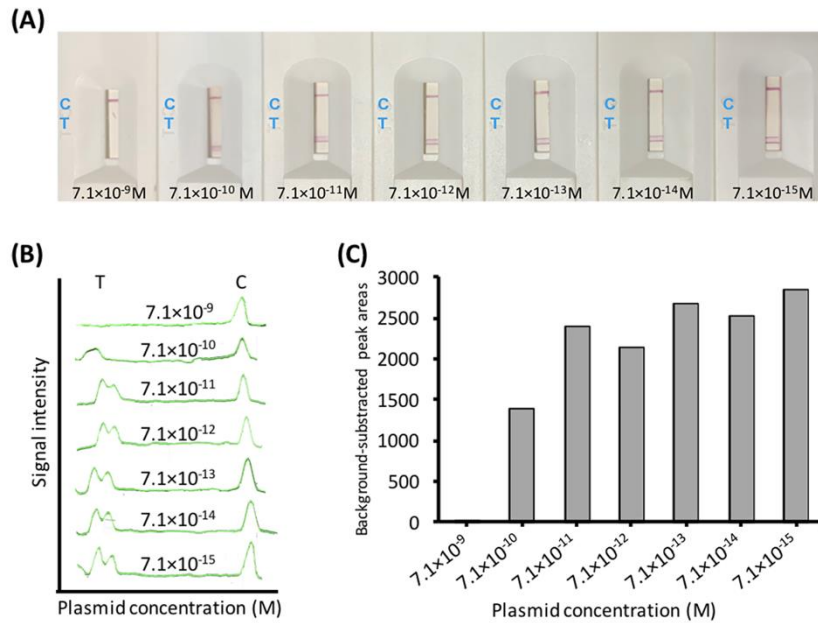 (A)
C C C C C C C
T T T T T T T
7.1×10⁻⁹M 7.1×10⁻¹⁰ M 7.1×10⁻¹¹M 7.1×10⁻¹²M 7.1×10⁻¹³M 7.1×10⁻¹⁴M 7.1×10⁻¹⁵M
(B)
T C
7.1×10⁻⁹
7.1×10⁻¹⁰
7.1×10⁻¹¹
7.1×10⁻¹²
7.1×10⁻¹³
7.1×10⁻¹⁴
7.1×10⁻¹⁵
Signal intensity
Plasmid concentration (M)
(C)
3000
2500
2000
1500
1000
500
0
Background-substracted peak areas
7.1×10⁻⁹ 7.1×10⁻¹⁰ 7.1×10⁻¹¹ 7.1×10⁻¹² 7.1×10⁻¹³ 7.1×10⁻¹⁴ 7.1×10⁻¹⁵
Plasmid concentration (M)